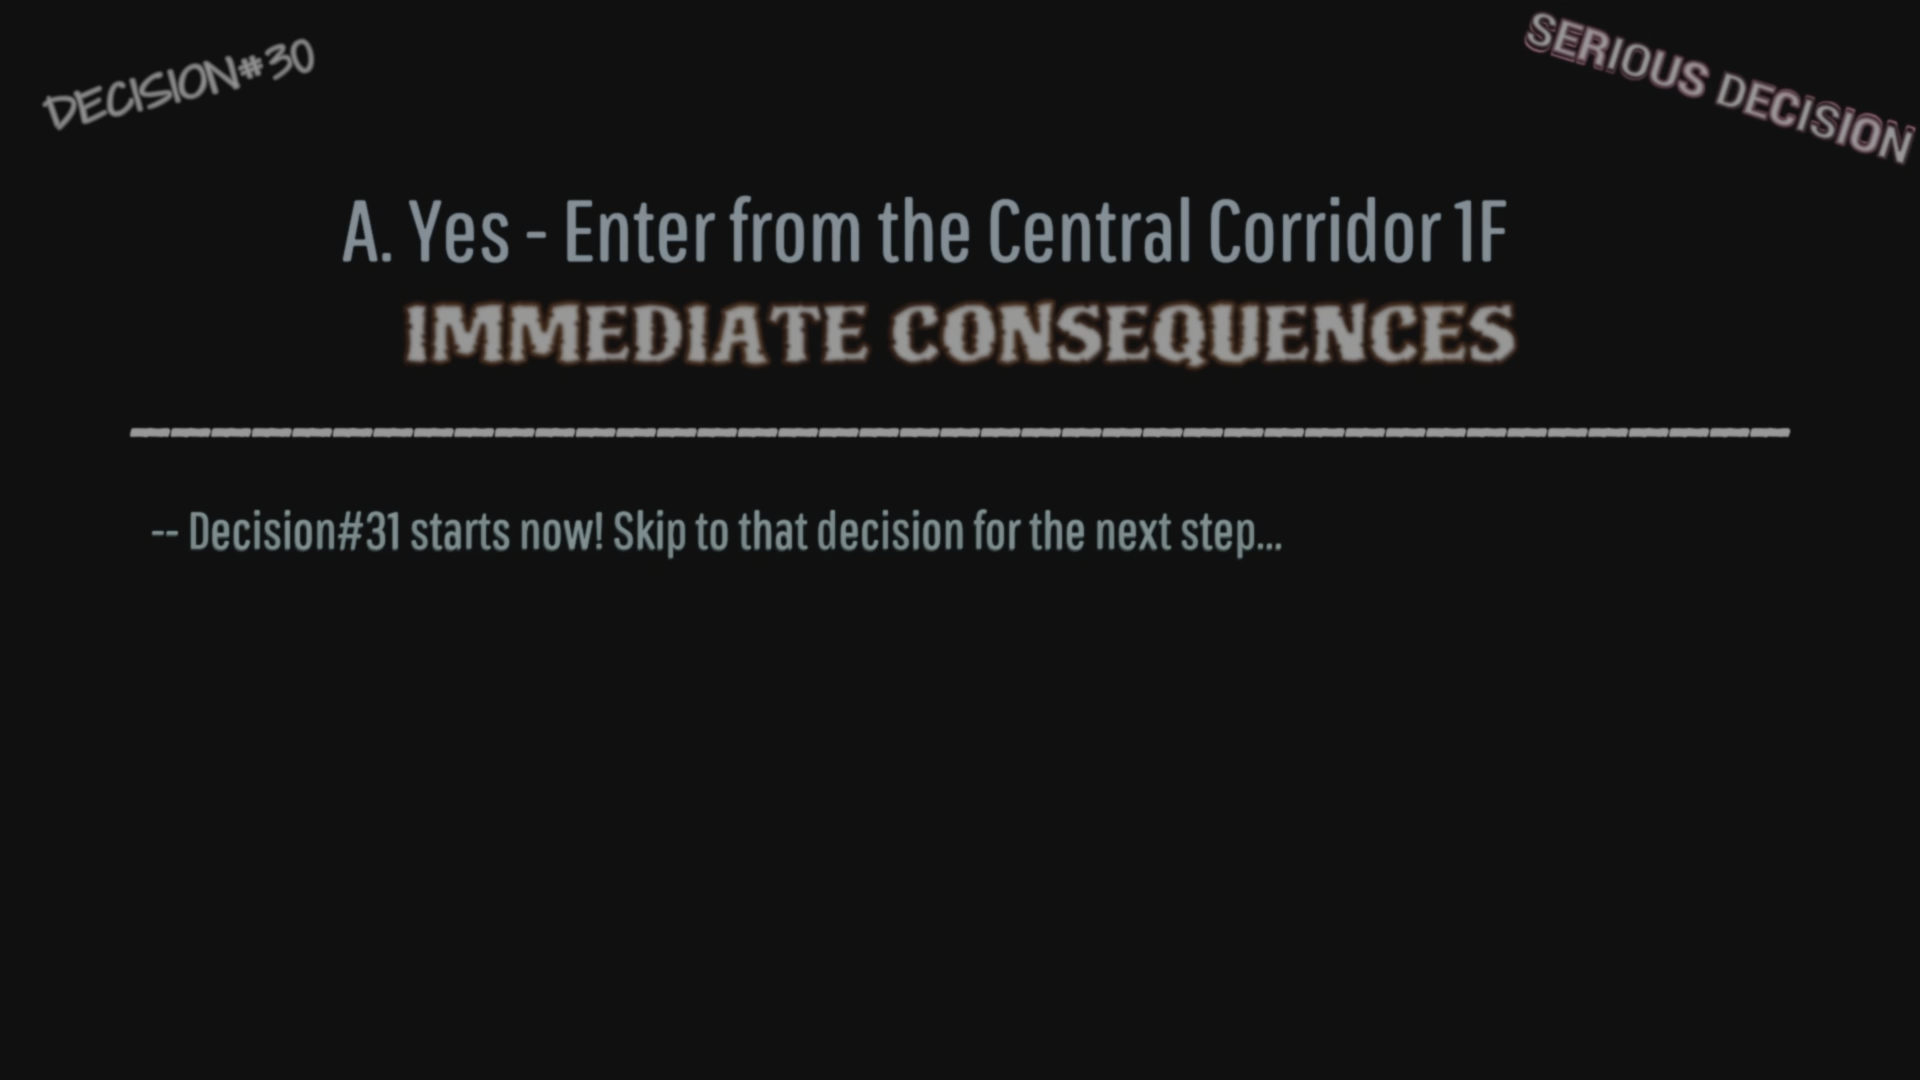 DECISION#30
SERIOUS DECISION
A. Yes - Enter from the Central Corridor 1F
IMMEDIATE CONSEQUENCES
-- Decision#31 starts now! Skip to that decision for the next step...